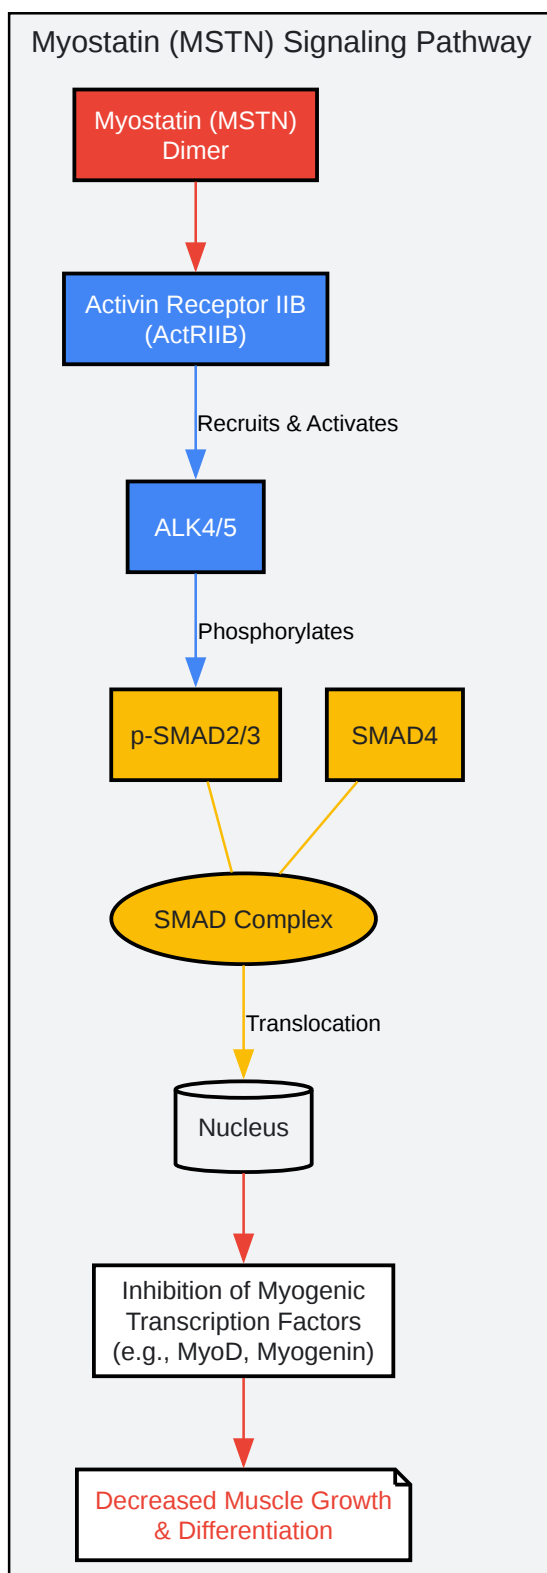 Myostatin (MSTN) Signaling Pathway
Myostatin (MSTN)
Dimer
Activin Receptor IIB
(ActRIIB)
Recruits & Activates
ALK4/5
Phosphorylates
p-SMAD2/3
SMAD4
SMAD Complex
Translocation
Nucleus
Inhibition of Myogenic
Transcription Factors
(e.g., MyoD, Myogenin)
Decreased Muscle Growth
& Differentiation